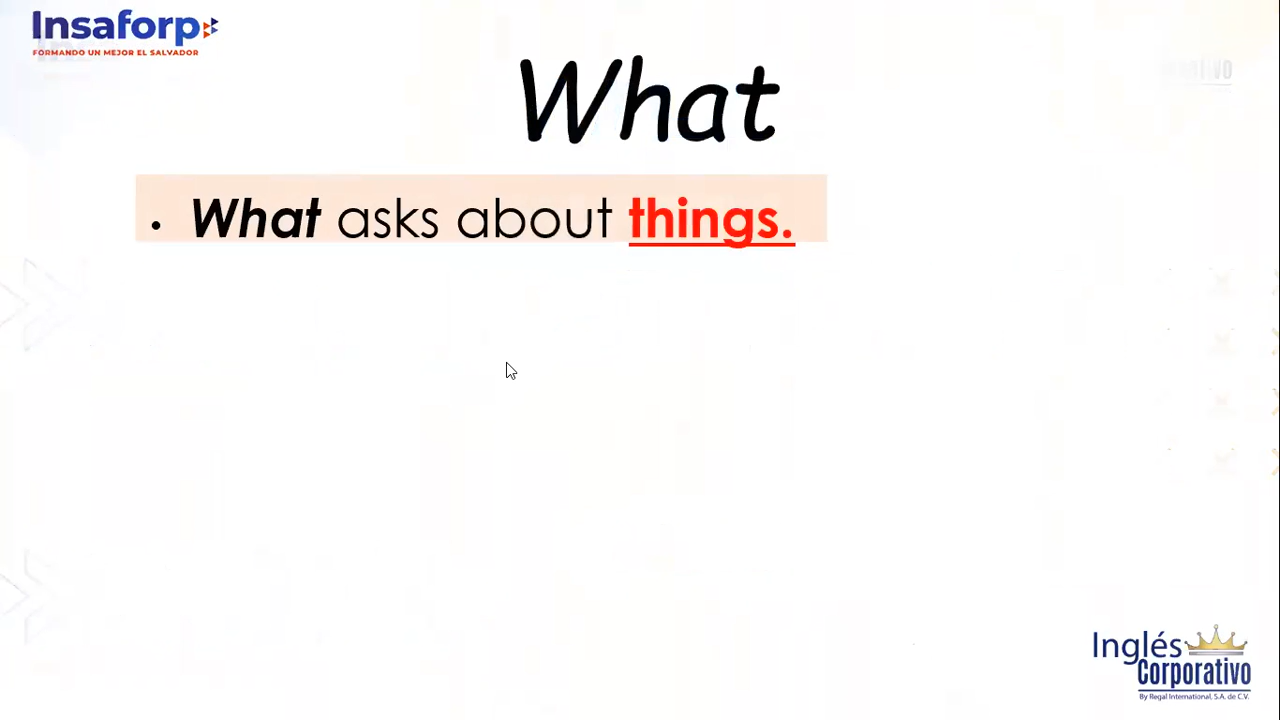 Insaforp
FORMANDO UN MEJOR EL SALVADOR
What
• What asks about things.
Inglés
Corporativo
By Regal International, S.A. de C.V.